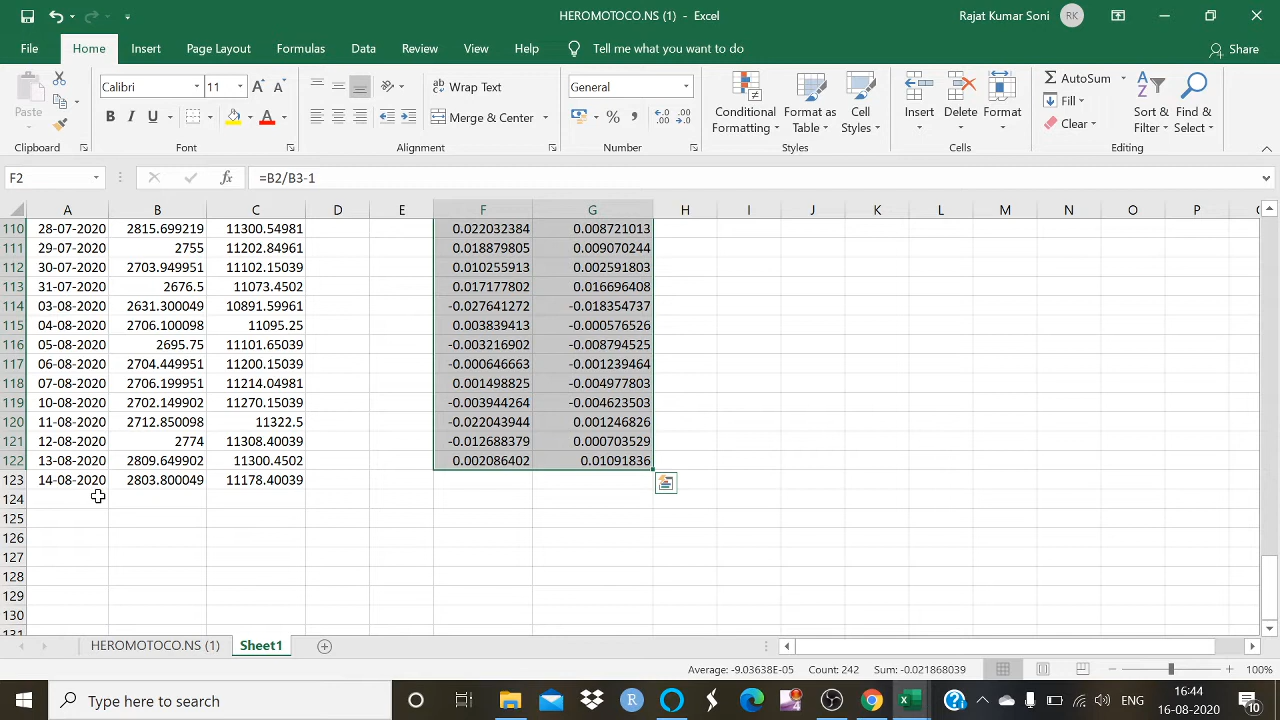 HEROMOTOCO.NS (1) - Excel
Rajat Kumar Soni RK
File Home Insert Page Layout Formulas Data Review View Help Tell me what you want to do Share
Paste
Clipboard
Calibri 11 A A
B I U A
Font
ab Wrap Text
Merge & Center
Alignment
General
% , .0 .00 .00 .0
Number
Conditional Formatting
Format as Table
Cell Styles
Styles
Insert Delete Format
Cells
AutoSum
Fill
Clear
Sort & Filter
Find & Select
Editing
F2 fx =B2/B3-1
A B C D E F G H I J K L M N O P
110 28-07-2020 2815.699219 11300.54981 0.022032384 0.008721013
111 29-07-2020 2755 11202.84961 0.018879805 0.009070244
112 30-07-2020 2703.949951 11102.15039 0.010255913 0.002591803
113 31-07-2020 2676.5 11073.4502 0.017177802 0.016696408
114 03-08-2020 2631.300049 10891.59961 -0.027641272 -0.018354737
115 04-08-2020 2706.100098 11095.25 0.003839413 -0.000576526
116 05-08-2020 2695.75 11101.65039 -0.003216902 -0.008794525
117 06-08-2020 2704.449951 11200.15039 -0.000646663 -0.001239464
118 07-08-2020 2706.199951 11214.04981 0.001498825 -0.004977803
119 10-08-2020 2702.149902 11270.15039 -0.003944264 -0.004623503
120 11-08-2020 2712.850098 11322.5 -0.022043944 0.001246826
121 12-08-2020 2774 11308.40039 -0.012688379 0.000703529
122 13-08-2020 2809.649902 11300.4502 0.002086402 0.01091836
123 14-08-2020 2803.800049 11178.40039
124
125
126
127
128
129
130
HEROMOTOCO.NS (1) Sheet1
Average: -9.03638E-05 Count: 242 Sum: -0.021868039 100%
Type here to search
ENG
16:44
16-08-2020
10